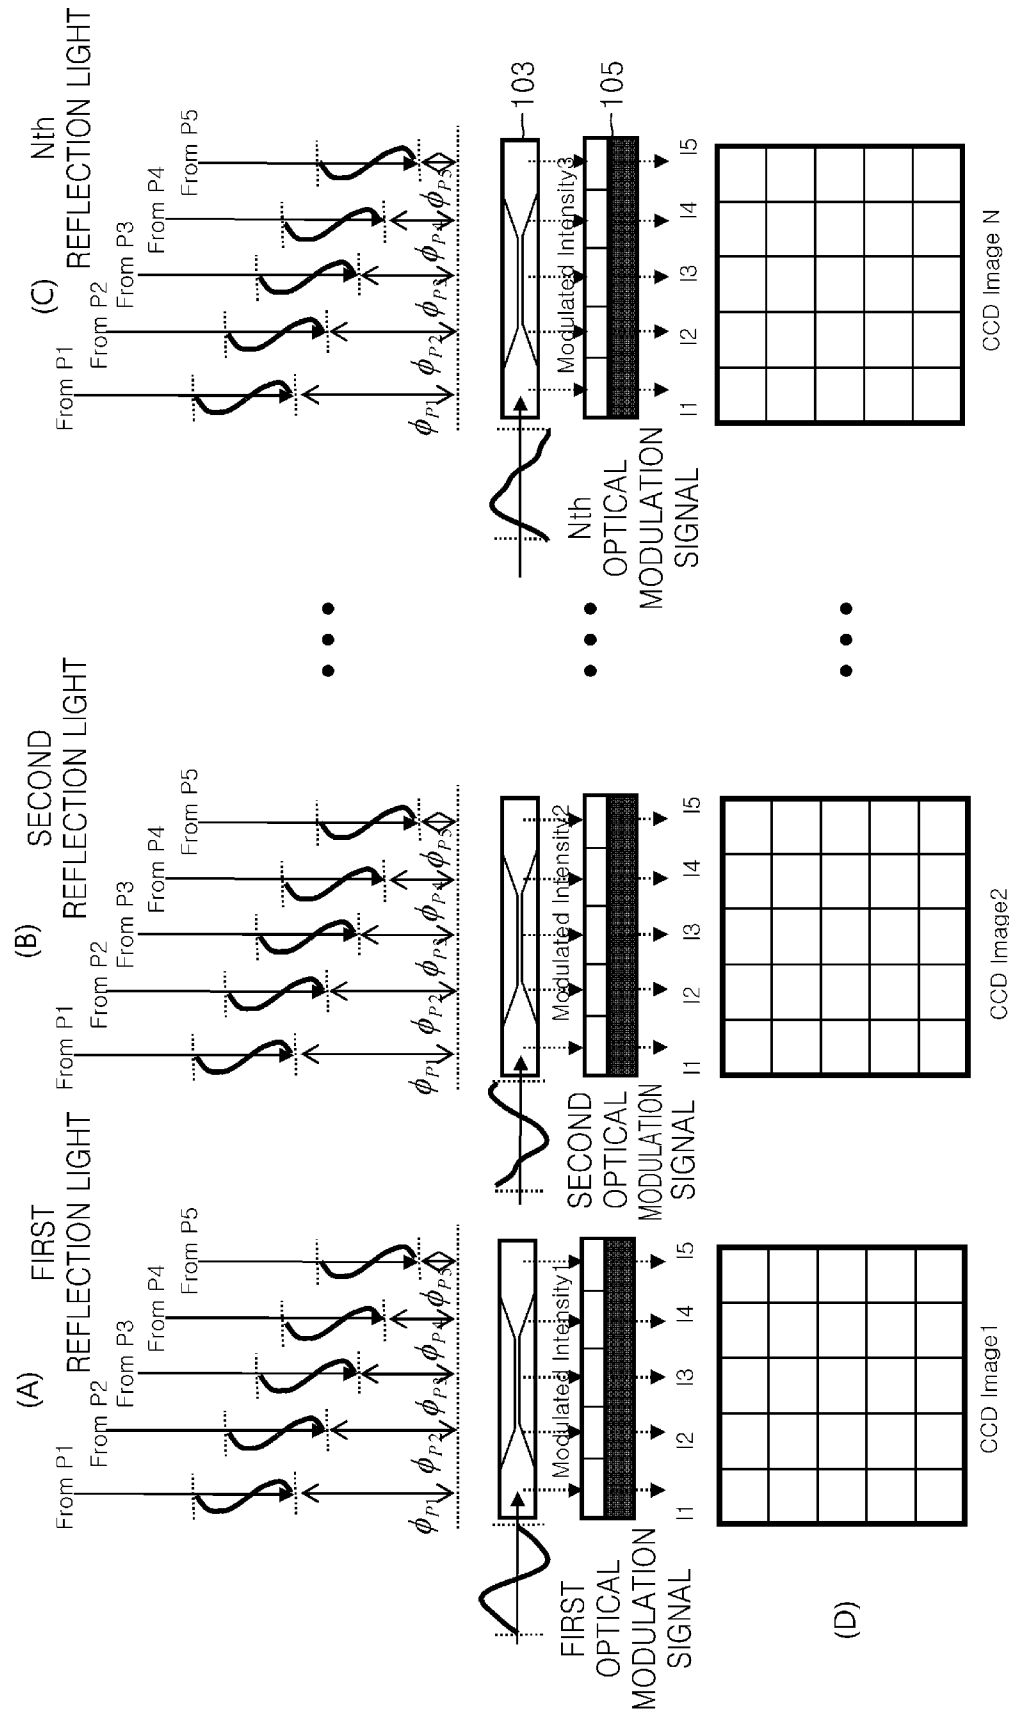 (A)
FIRST
REFLECTION LIGHT
From P1
From P2
From P3
From P4
From P5
ϕP1
ϕP2
ϕP3
ϕP4
ϕP5
FIRST
OPTICAL
MODULATION
SIGNAL
Modulated Intensity1
I1 I2 I3 I4 I5
(B)
SECOND
REFLECTION LIGHT
From P1
From P2
From P3
From P4
From P5
ϕP1
ϕP2
ϕP3
ϕP4
ϕP5
SECOND
OPTICAL
MODULATION
SIGNAL
Modulated Intensity2
I1 I2 I3 I4 I5
(C)
Nth
REFLECTION LIGHT
From P1
From P2
From P3
From P4
From P5
ϕP1
ϕP2
ϕP3
ϕP4
ϕP5
103
Nth
OPTICAL
MODULATION
SIGNAL
Modulated Intensity3
105
I1 I2 I3 I4 I5
(D)
CCD Image1
CCD Image2
CCD Image N